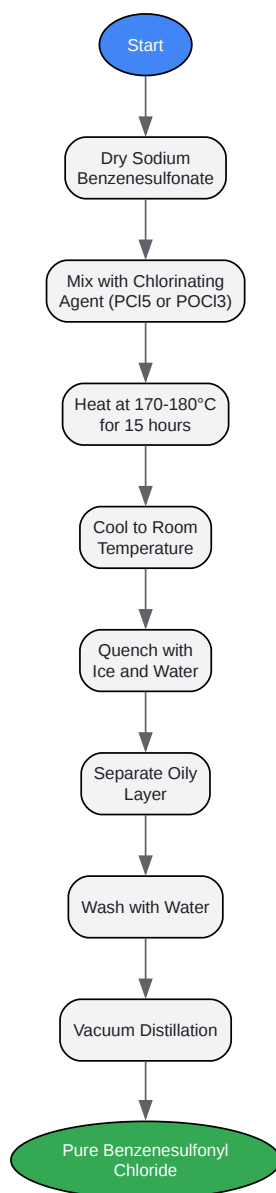 Start
Dry Sodium
Benzenesulfonate
Mix with Chlorinating
Agent (PCl5 or POCl3)
Heat at 170-180°C
for 15 hours
Cool to Room
Temperature
Quench with
Ice and Water
Separate Oily
Layer
Wash with Water
Vacuum Distillation
Pure Benzenesulfonyl
Chloride